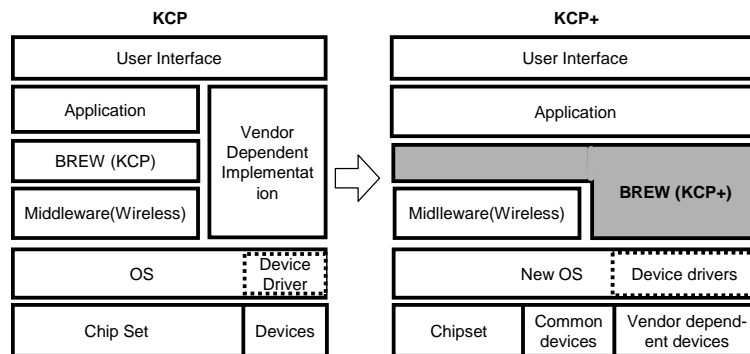 KCP
User Interface
Application
BREW (KCP)
Middleware(Wireless)
Vendor
Dependent
Implementat
ion
OS
Device
Driver
Chip Set
Devices
KCP+
User Interface
Application
BREW (KCP+)
Midlleware(Wireless)
New OS
Device drivers
Chipset
Common
devices
Vendor depend-
ent devices